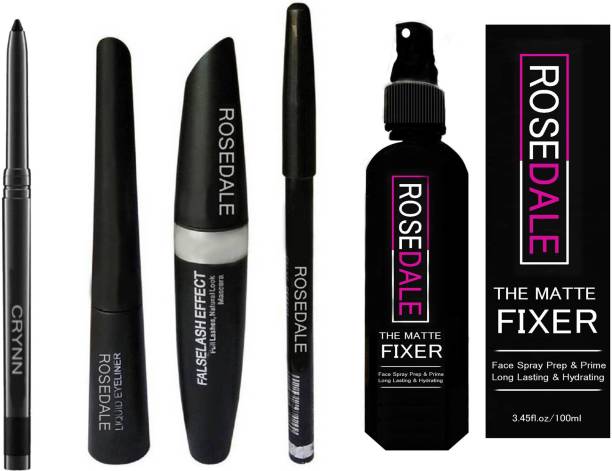 CRYNN
LIQUID EYELINER
ROSEDALE
ROSEDALE
FALSELASH EFFECT
Full Lashes, Natural Look
Mascara
ROSEDALE
ROSEDALE
THE MATTE
FIXER
Face Spray Prep & Prime
Long Lasting & Hydrating
ROSEDALE
THE MATTE
FIXER
Face Spray Prep & Prime
Long Lasting & Hydrating
3.45fl.oz/100ml